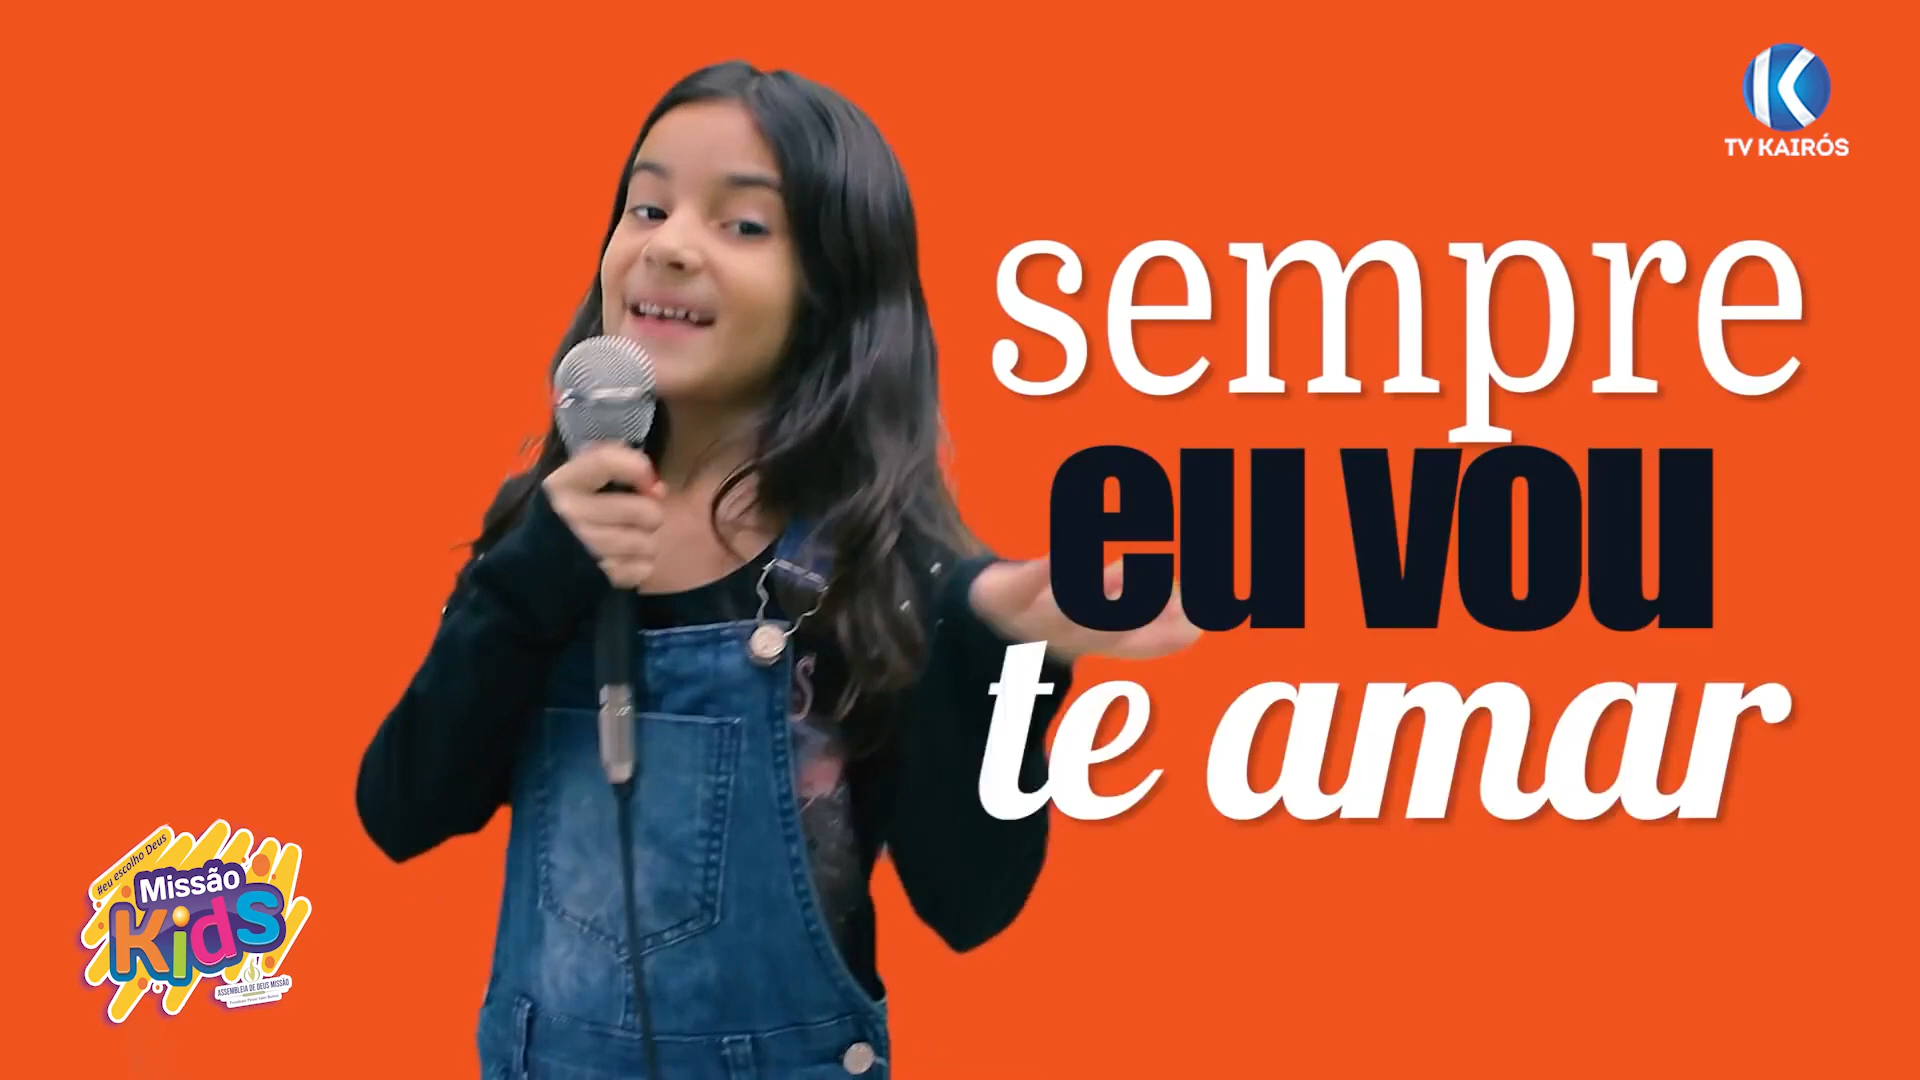 TV KAIRÓS
sempre
eu vou
te amar
#eu escolho Deus
Missão
Kids
ASSEMBLEIA DE DEUS MISSÃO